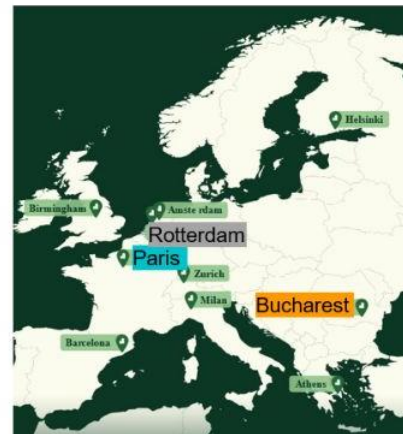 Helsinki
Birmingham
Amste rdam
Rotterdam
Paris
Zurich
Milan
Bucharest
Barcelona
Athens